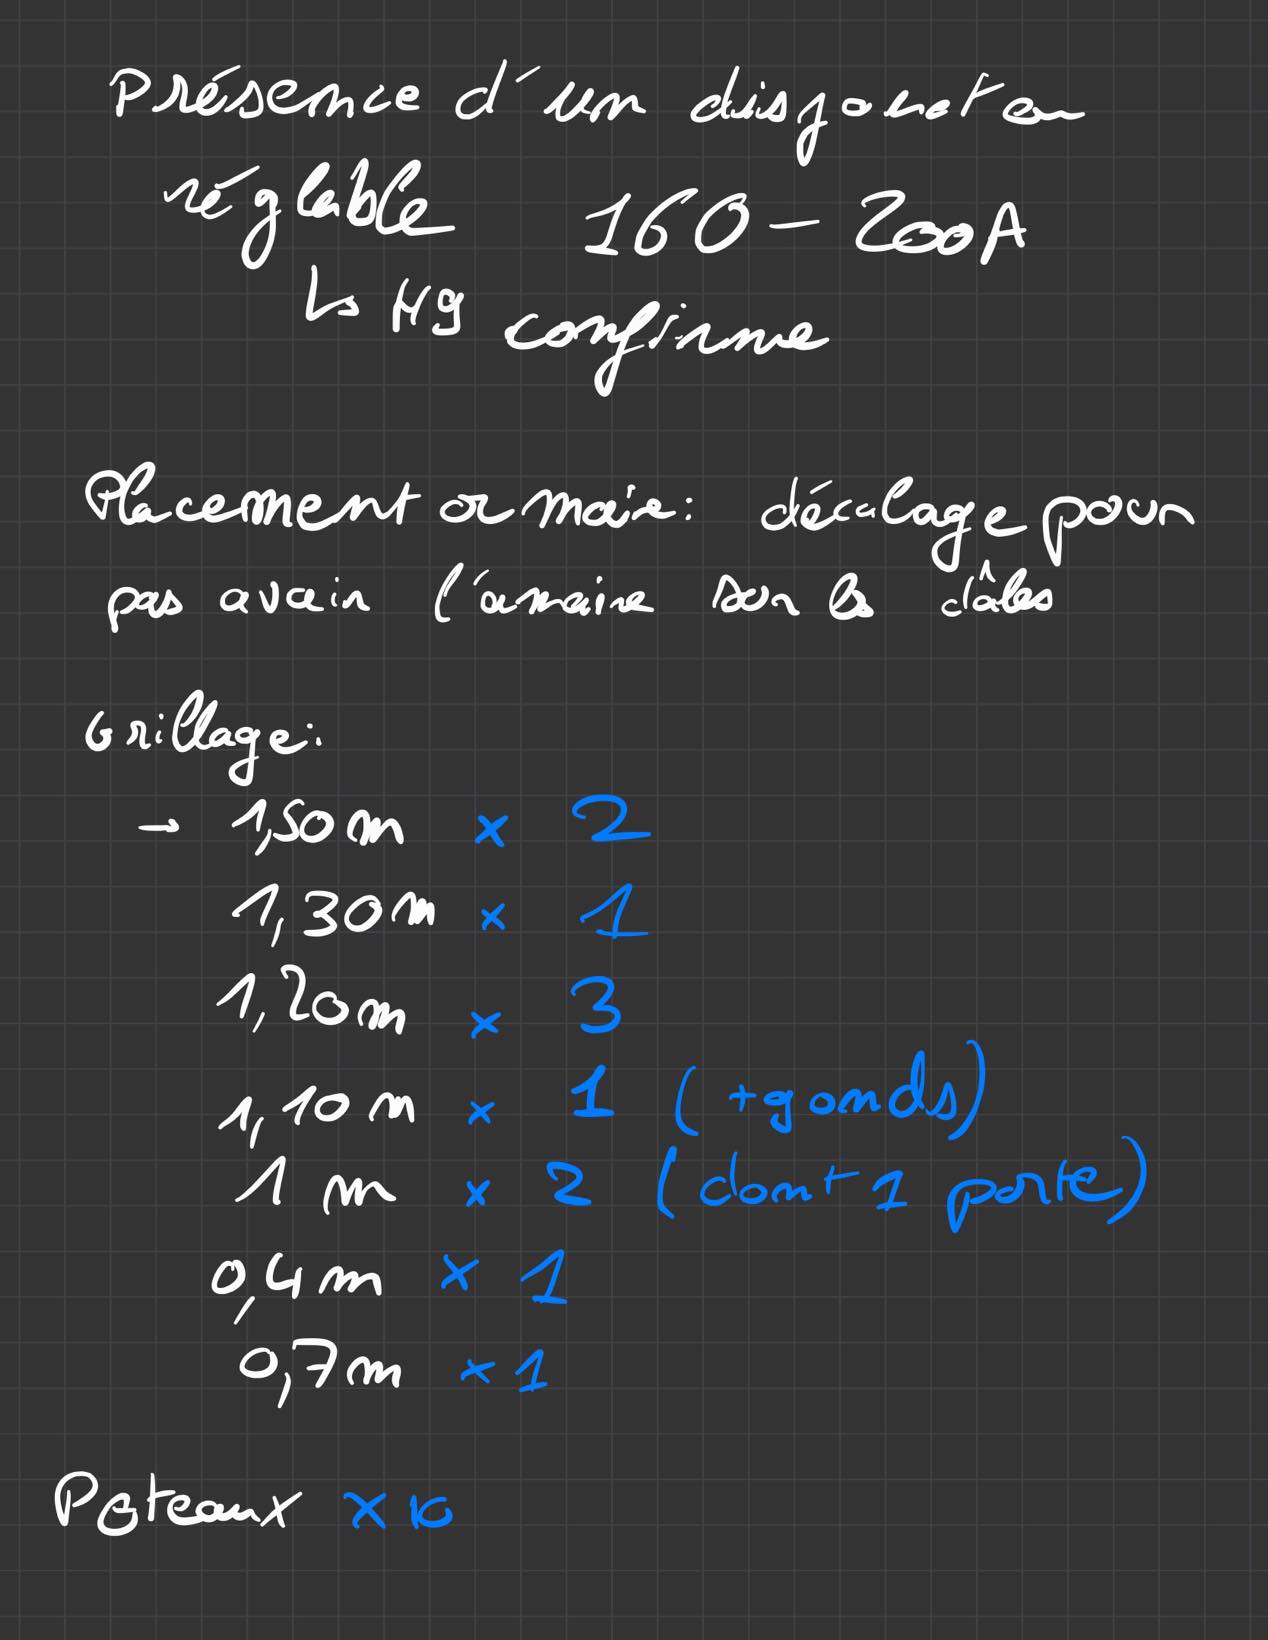 Présence d'un disjoncteur
réglable 160-200A
↳ Hg confirme
Placement armoire: décalage pour
pas avoir l'armoire sur les câbles
Grillage:
→ 1,50m x 2
1,30m x 1
1,20m x 3
1,10m x 1 (+gonds)
1 m x 2 (dont 1 porte)
0,4m x 1
0,7m x 1
Poteaux x 10